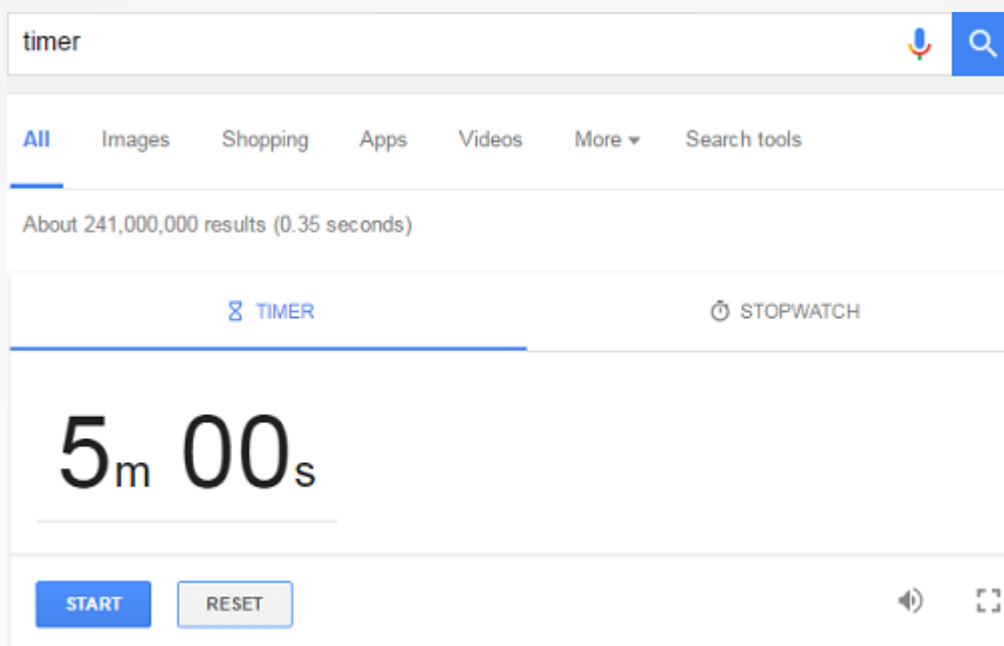 timer
All Images Shopping Apps Videos More Search tools
About 241,000,000 results (0.35 seconds)
TIMER STOPWATCH
5m 00s
START RESET